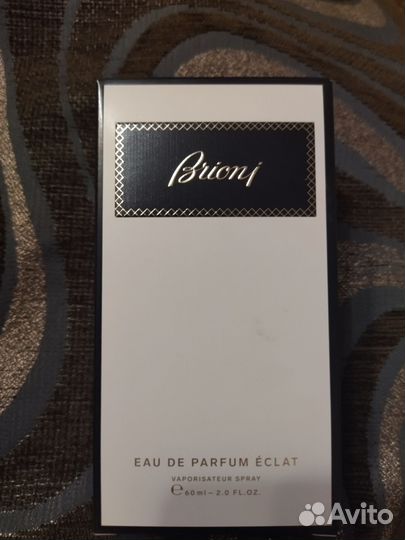 Brioni
EAU DE PARFUM ÉCLAT
VAPORISATEUR SPRAY
℮60ml – 2.0 FL.OZ.
Avito